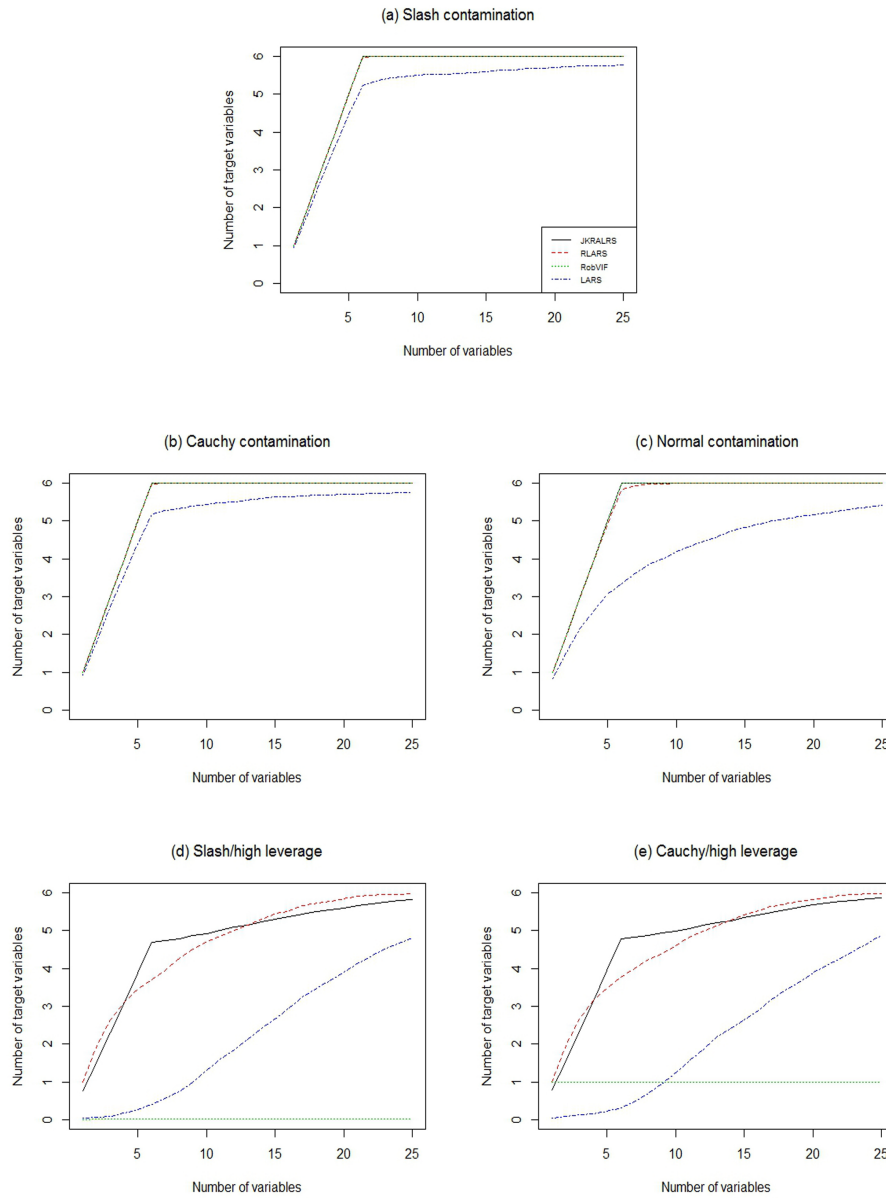 (a) Slash contamination
Number of target variables
6
5
4
3
2
1
0
JKRALRS
RLARS
RobVIF
LARS
5 10 15 20 25
Number of variables
(b) Cauchy contamination
Number of target variables
6
5
4
3
2
1
0
5 10 15 20 25
Number of variables
(c) Normal contamination
Number of target variables
6
5
4
3
2
1
0
5 10 15 20 25
Number of variables
(d) Slash/high leverage
Number of target variables
6
5
4
3
2
1
0
5 10 15 20 25
Number of variables
(e) Cauchy/high leverage
Number of target variables
6
5
4
3
2
1
0
5 10 15 20 25
Number of variables